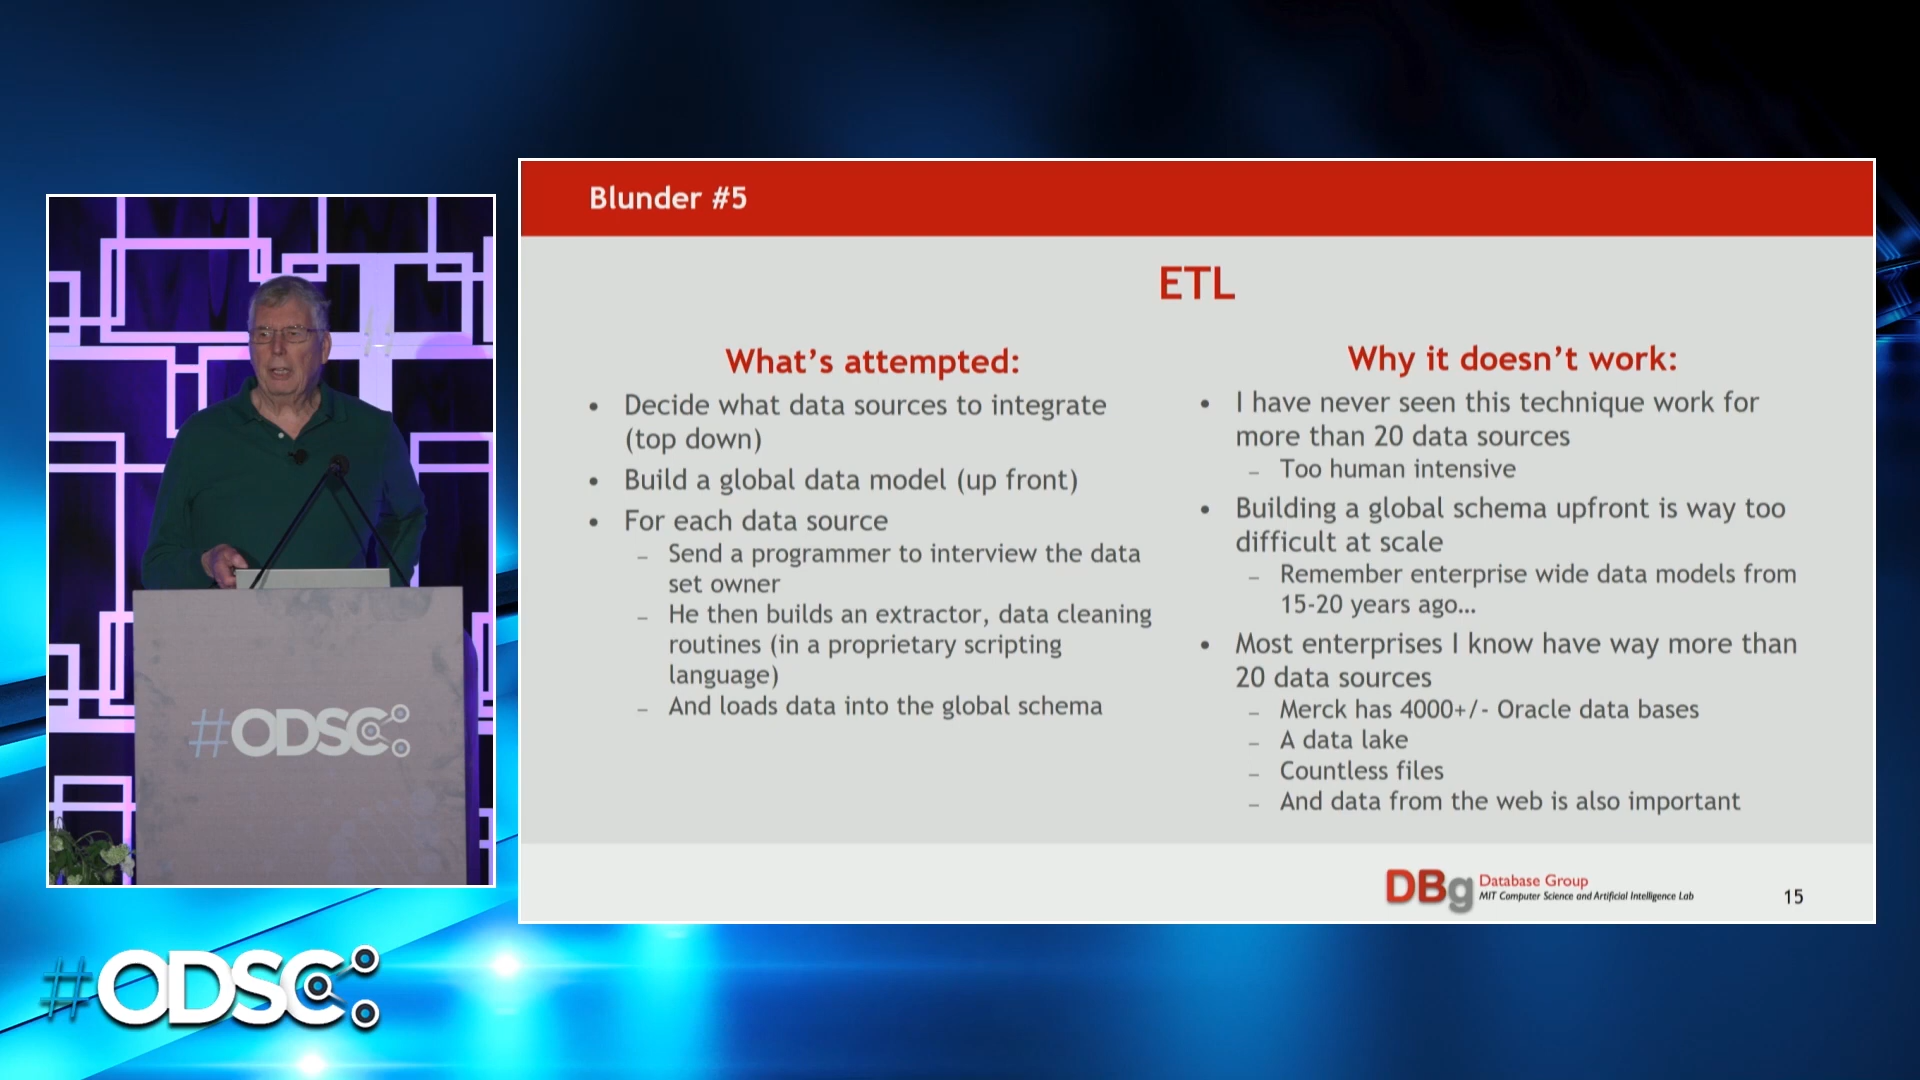 Blunder #5
ETL
What's attempted:
• Decide what data sources to integrate
(top down)
• Build a global data model (up front)
• For each data source
– Send a programmer to interview the data
set owner
– He then builds an extractor, data cleaning
routines (in a proprietary scripting
language)
– And loads data into the global schema
Why it doesn't work:
• I have never seen this technique work for
more than 20 data sources
– Too human intensive
• Building a global schema upfront is way too
difficult at scale
– Remember enterprise wide data models from
15-20 years ago…
• Most enterprises I know have way more than
20 data sources
– Merck has 4000+/- Oracle data bases
– A data lake
– Countless files
– And data from the web is also important
DBg
Database Group
MIT Computer Science and Artificial Intelligence Lab
15
#ODSC
#ODSC